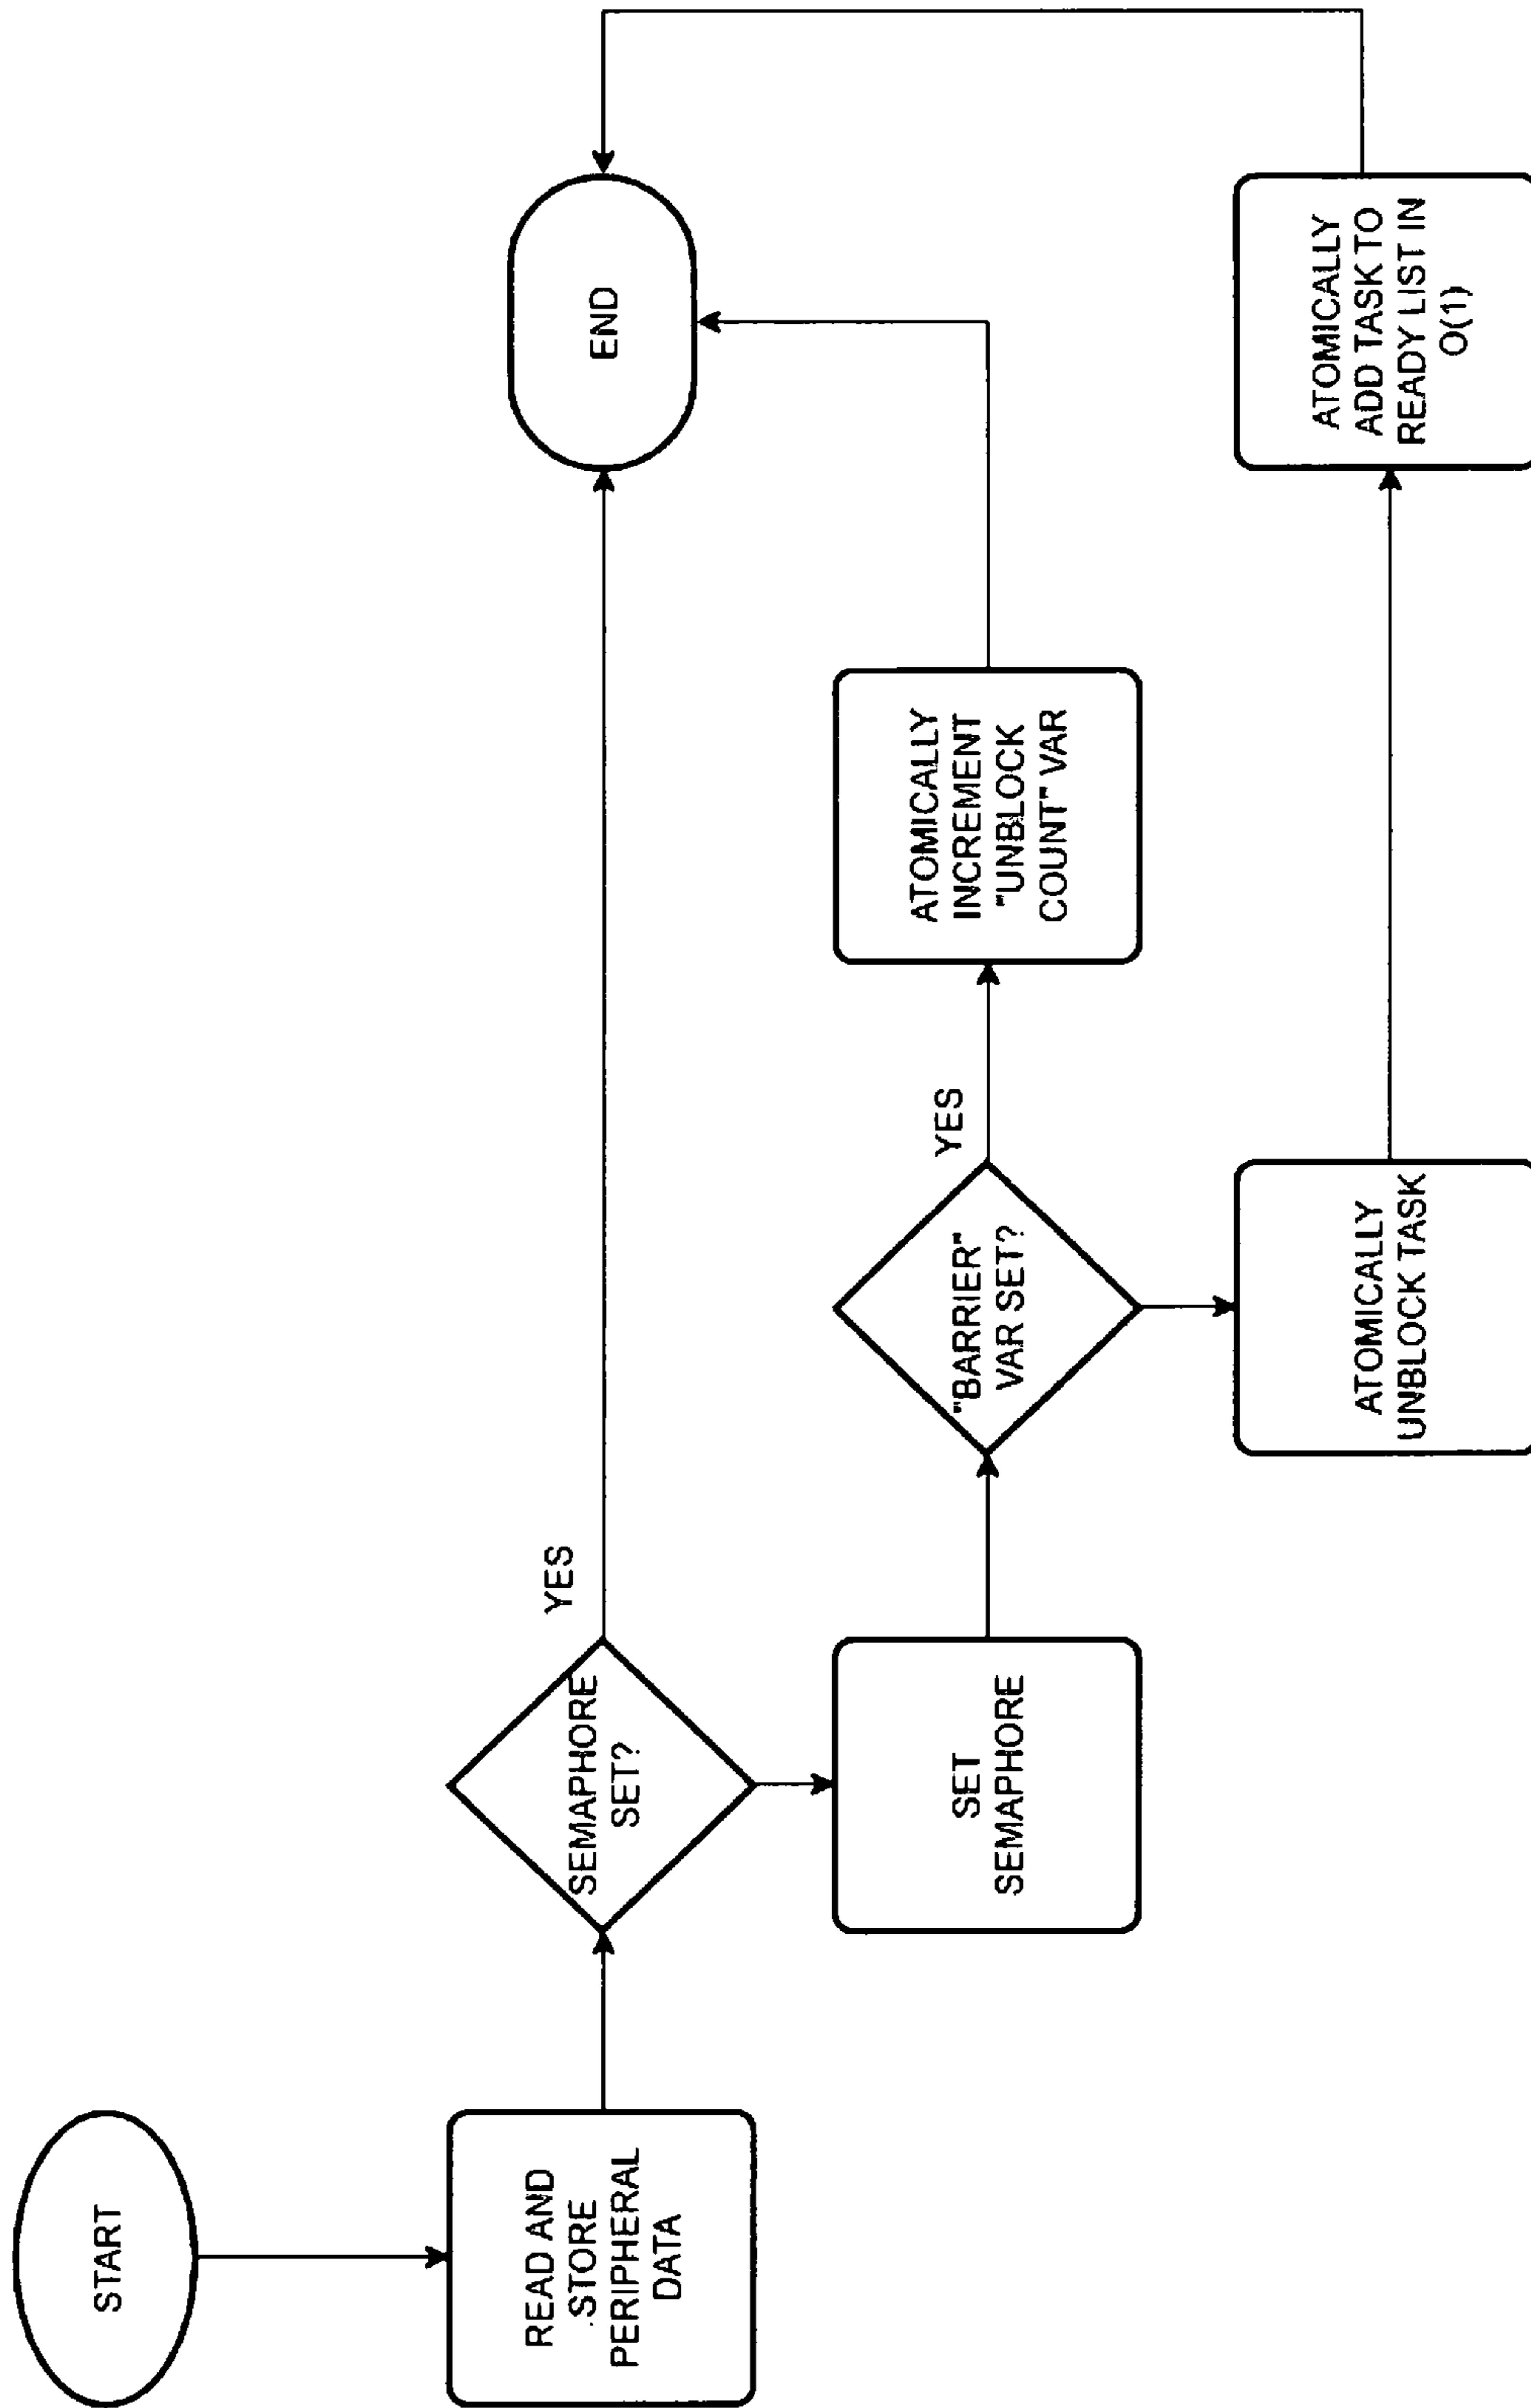 START
READ AND
STORE
PERIPHERAL
DATA
SEMAPHORE
SET?
YES
END
SET
SEMAPHORE
"BARRIER"
VAR SET?
YES
ATOMICALLY
INCREMENT
"UNBLOCK
COUNT" VAR
ATOMICALLY
UNBLOCK TASK
ATOMICALLY
ADD TASK TO
READY LIST IN
O(1)